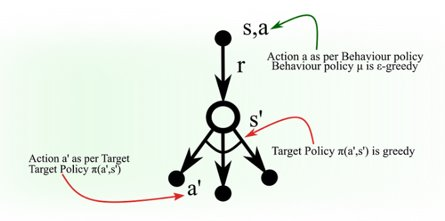 s,a
Action a as per Behaviour policy
Behaviour policy μ is ε-greedy
r
s'
Target Policy π(a',s') is greedy
Action a' as per Target
Target Policy π(a',s')
a'